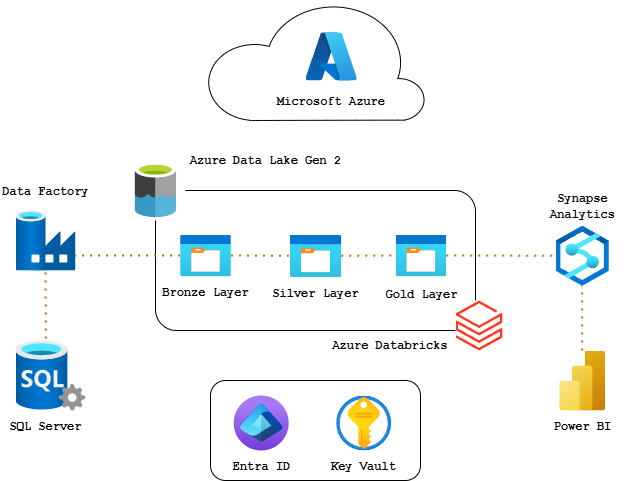 Microsoft Azure
Azure Data Lake Gen 2
Data Factory
Synapse
Analytics
Bronze Layer
Silver Layer
Gold Layer
Azure Databricks
SQL
SQL Server
Power BI
Entra ID
Key Vault